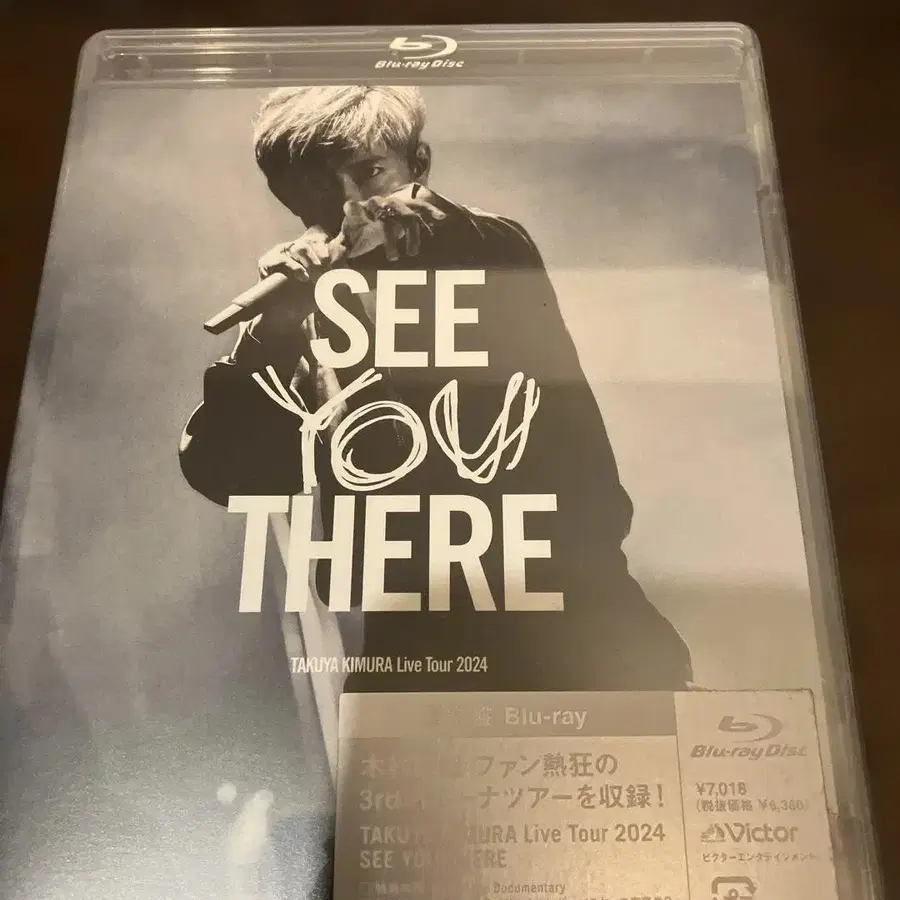 Blu-ray Disc
SEE
YOU
THERE
TAKUYA KIMURA Live Tour 2024
Blu-ray
ファン熱狂の
3rd ナツアーを収録！
TAKUYA KIMURA Live Tour 2024
SEE YOU THERE
Documentary
Blu-ray Disc
¥7,018
(税抜価格 ¥6,380)
Victor
ビクターエンタテインメント